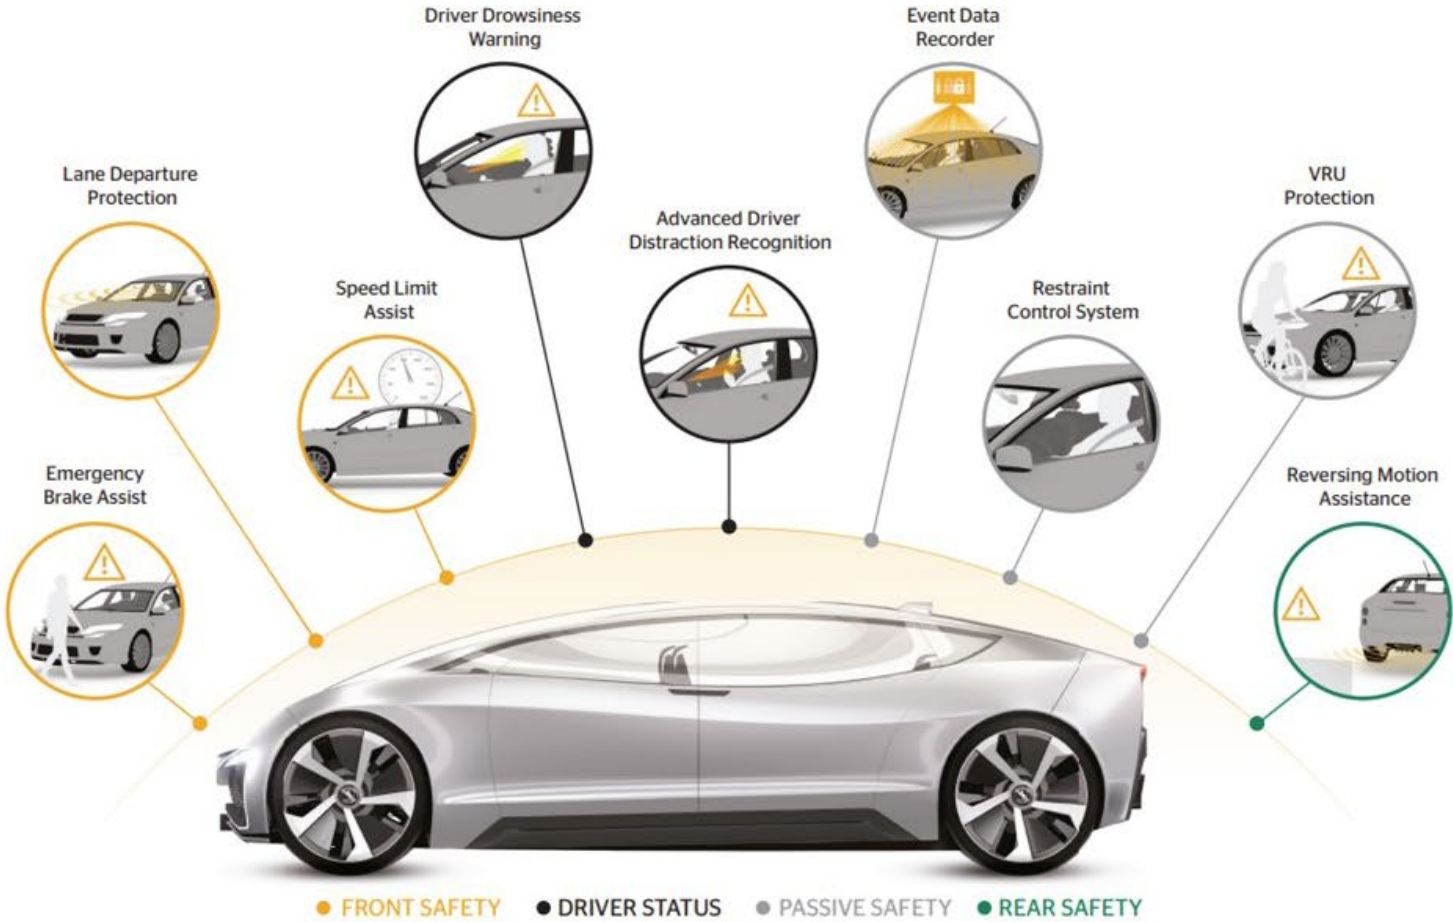 Driver Drowsiness
Warning
Event Data
Recorder
Lane Departure
Protection
VRU
Protection
Advanced Driver
Distraction Recognition
Speed Limit
Assist
Restraint
Control System
Emergency
Brake Assist
Reversing Motion
Assistance
FRONT SAFETY
DRIVER STATUS
PASSIVE SAFETY
REAR SAFETY